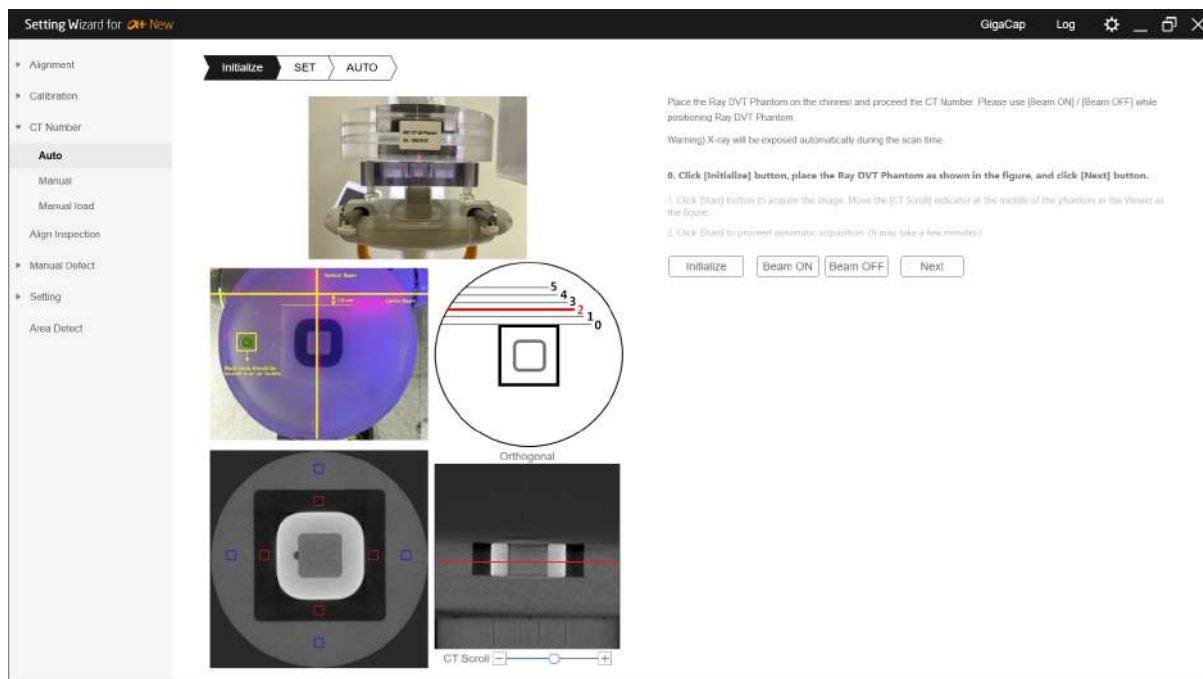 Setting Wizard for α+ New
GigaCap
Log
Alignment
Calibration
CT Number
Auto
Manual
Manual load
Align Inspection
Manual Defect
Setting
Area Detect
Initialize
SET
AUTO
Place the Ray DVT Phantom on the chinrest and proceed the CT Number. Please use [Beam ON] / [Beam OFF] while
positioning Ray DVT Phantom.
Warning) X-ray will be exposed automatically during the scan time.
0. Click [Initialize] button, place the Ray DVT Phantom as shown in the figure, and click [Next] button.
1. Click [Start] button to acquire the image. Move the [CT Scroll] indicator at the middle of the phantom in the Viewer as
the figure.
2. Click [Start] to proceed automatic acquisition. (It may take a few minutes.)
Initialize
Beam ON
Beam OFF
Next
Vertical Beam
Canine Beam
5
4
3
2
1
0
Orthogonal
CT Scroll